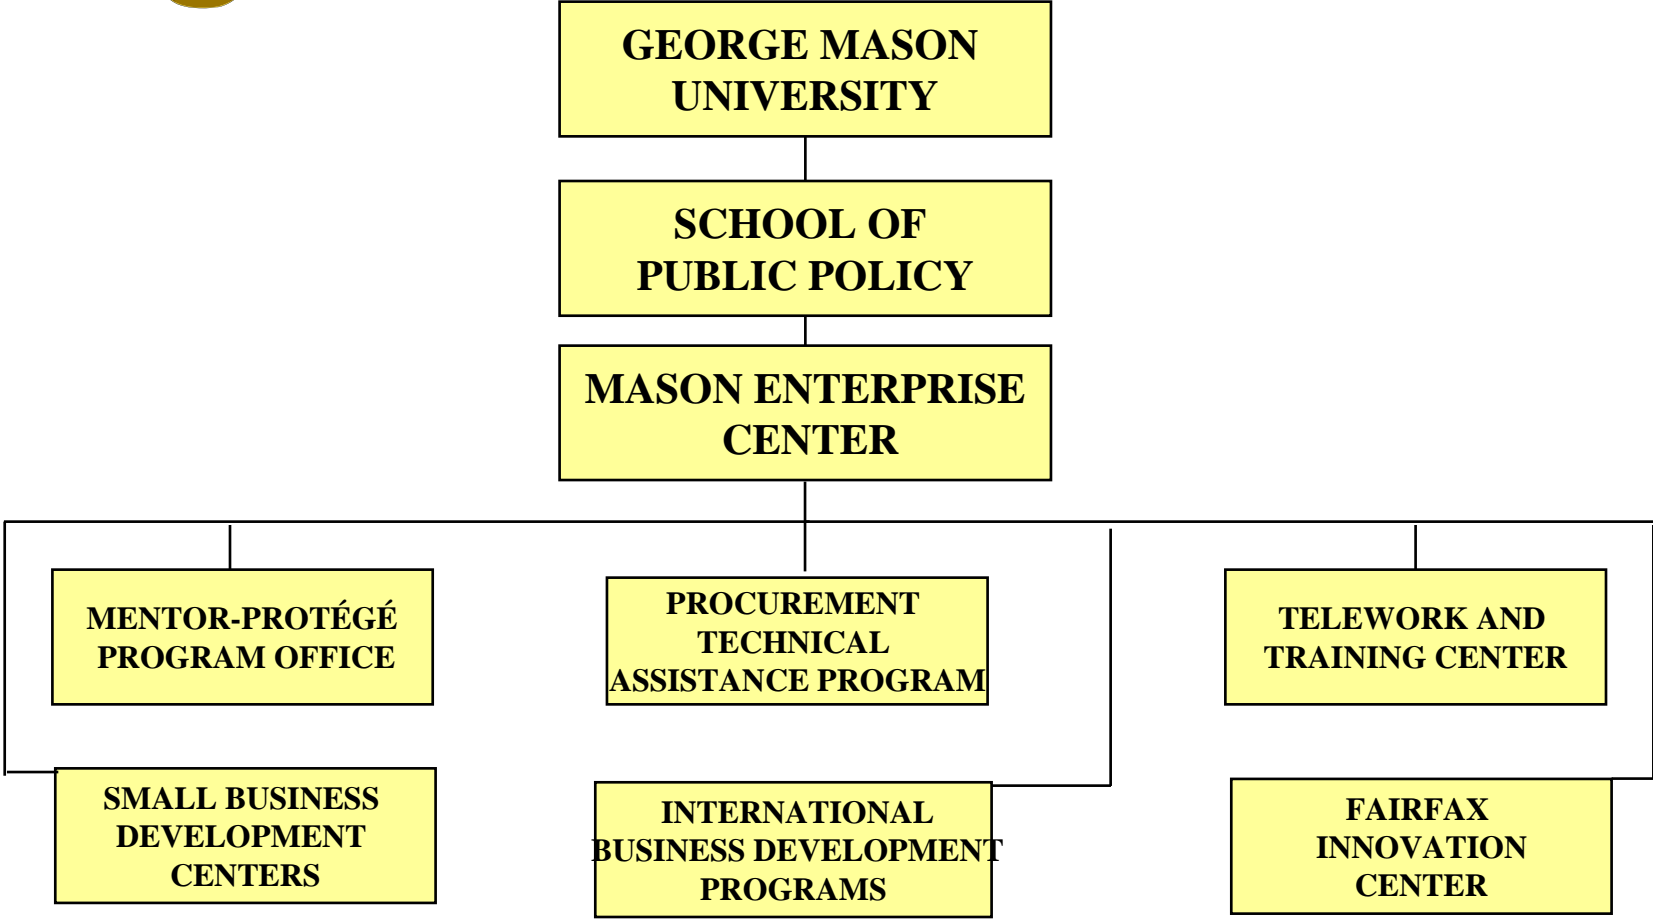 GEORGE MASON
UNIVERSITY
SCHOOL OF
PUBLIC POLICY
MASON ENTERPRISE
CENTER
MENTOR-PROTÉGÉ
PROGRAM OFFICE
PROCUREMENT
TECHNICAL
ASSISTANCE PROGRAM
TELEWORK AND
TRAINING CENTER
SMALL BUSINESS
DEVELOPMENT
CENTERS
INTERNATIONAL
BUSINESS DEVELOPMENT
PROGRAMS
FAIRFAX
INNOVATION
CENTER